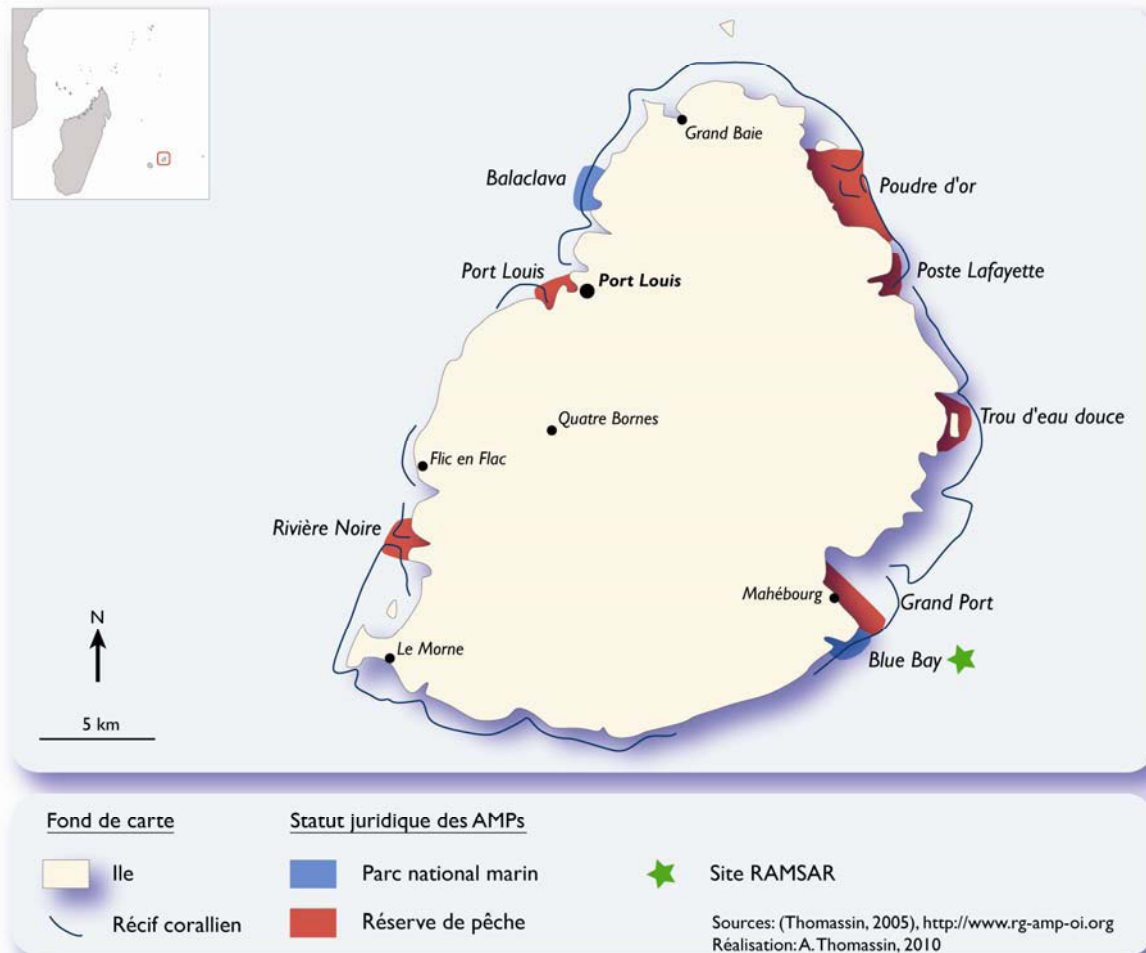 Grand Baie
Balaclava
Poudre d'or
Port Louis
Port Louis
Poste Lafayette
Quatre Bornes
Trou d'eau douce
Flic en Flac
Rivière Noire
Mahébourg
Grand Port
N
Le Morne
Blue Bay
5 km
Fond de carte
Statut juridique des AMPs
Ile
Parc national marin
Site RAMSAR
Récif corallien
Réserve de pêche
Sources: (Thomassin, 2005), http://www.rg-amp-oi.org
Réalisation: A. Thomassin, 2010